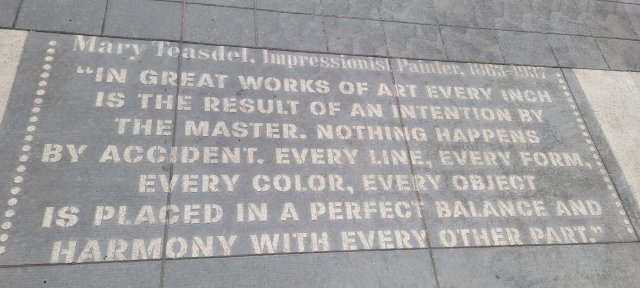 Mary Teasdel, Impressionist Painter, 1863-1937
"IN GREAT WORKS OF ART EVERY INCH
IS THE RESULT OF AN INTENTION BY
THE MASTER. NOTHING HAPPENS
BY ACCIDENT. EVERY LINE, EVERY FORM,
EVERY COLOR, EVERY OBJECT
IS PLACED IN A PERFECT BALANCE AND
HARMONY WITH EVERY OTHER PART."